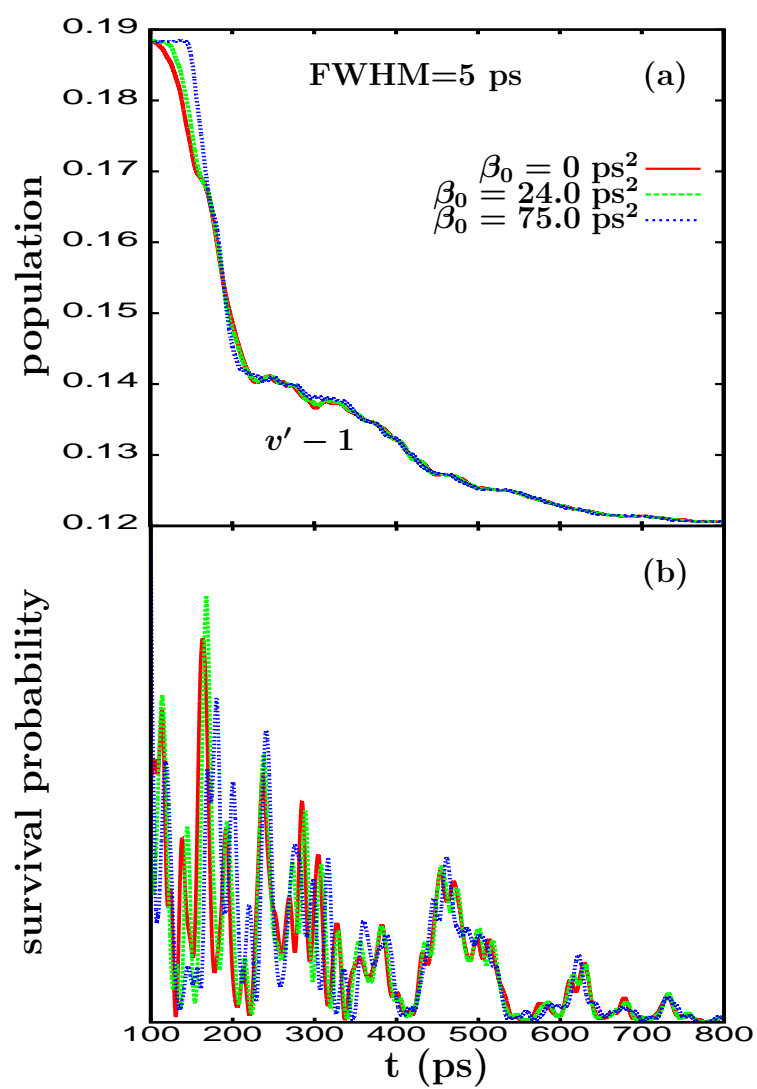 0.19
FWHM=5 ps
(a)
0.18
0.17
β₀ = 0 ps²
β₀ = 24.0 ps²
β₀ = 75.0 ps²
0.16
0.15
0.14
v′ − 1
0.13
0.12
population
(b)
survival probability
100 200 300 400 500 600 700 800
t (ps)